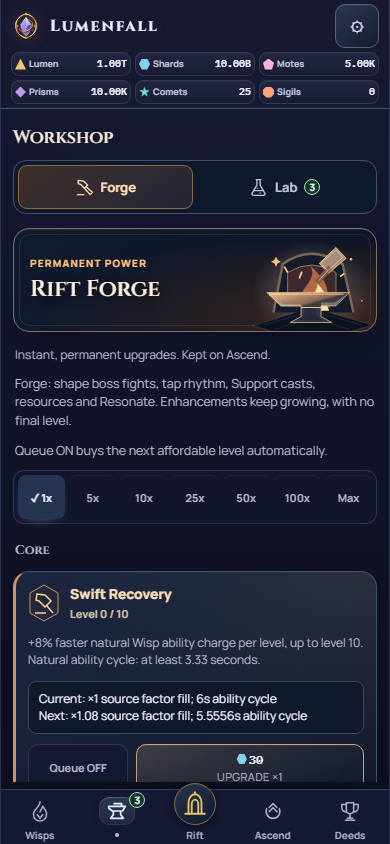 LUMENFALL
Lumen 1.00T Shards 10.00B Motes 5.00K
Prisms 10.00K Comets 25 Sigils 0
WORKSHOP
Forge Lab 3
PERMANENT POWER
RIFT FORGE
Instant, permanent upgrades. Kept on Ascend.
Forge: shape boss fights, tap rhythm, Support casts,
resources and Resonate. Enhancements keep growing, with no
final level.
Queue ON buys the next affordable level automatically.
✓1x 5x 10x 25x 50x 100x Max
CORE
Swift Recovery
Level 0 / 10
+8% faster natural Wisp ability charge per level, up to level 10.
Natural ability cycle: at least 3.33 seconds.
Current: ×1 source factor fill; 6s ability cycle
Next: ×1.08 source factor fill; 5.5556s ability cycle
30
Queue OFF UPGRADE ×1
3
Wisps Rift Ascend Deeds